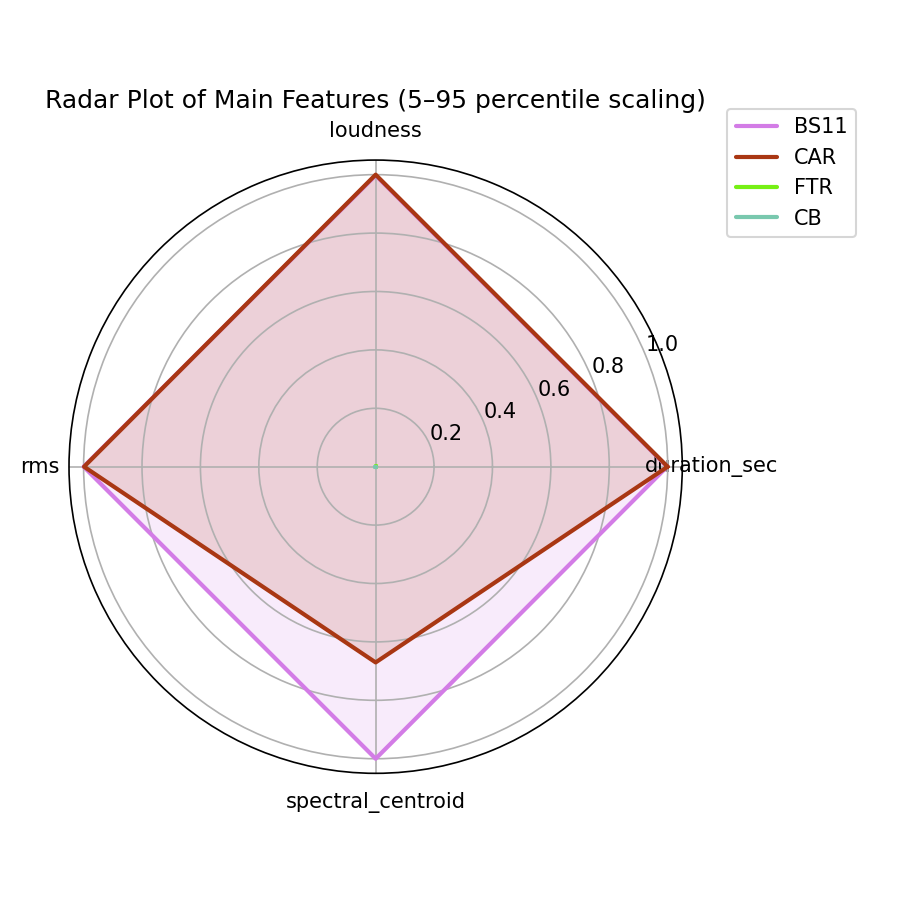 Radar Plot of Main Features (5–95 percentile scaling)
loudness
BS11
CAR
FTR
CB
1.0
0.8
0.6
0.4
0.2
rms
duration_sec
spectral_centroid